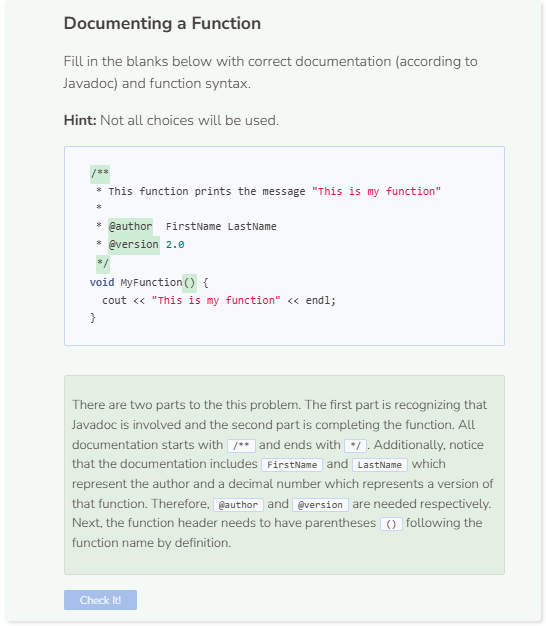 Documenting a Function
Fill in the blanks below with correct documentation (according to
Javadoc) and function syntax.
Hint: Not all choices will be used.
/**
* This function prints the message "This is my function"
*
* @author FirstName LastName
* @version 2.0
*/
void MyFunction() {
cout << "This is my function" << endl;
}
There are two parts to the this problem. The first part is recognizing that
Javadoc is involved and the second part is completing the function. All
documentation starts with /** and ends with */. Additionally, notice
that the documentation includes FirstName and LastName which
represent the author and a decimal number which represents a version of
that function. Therefore, @author and @version are needed respectively.
Next, the function header needs to have parentheses () following the
function name by definition.
Check It!